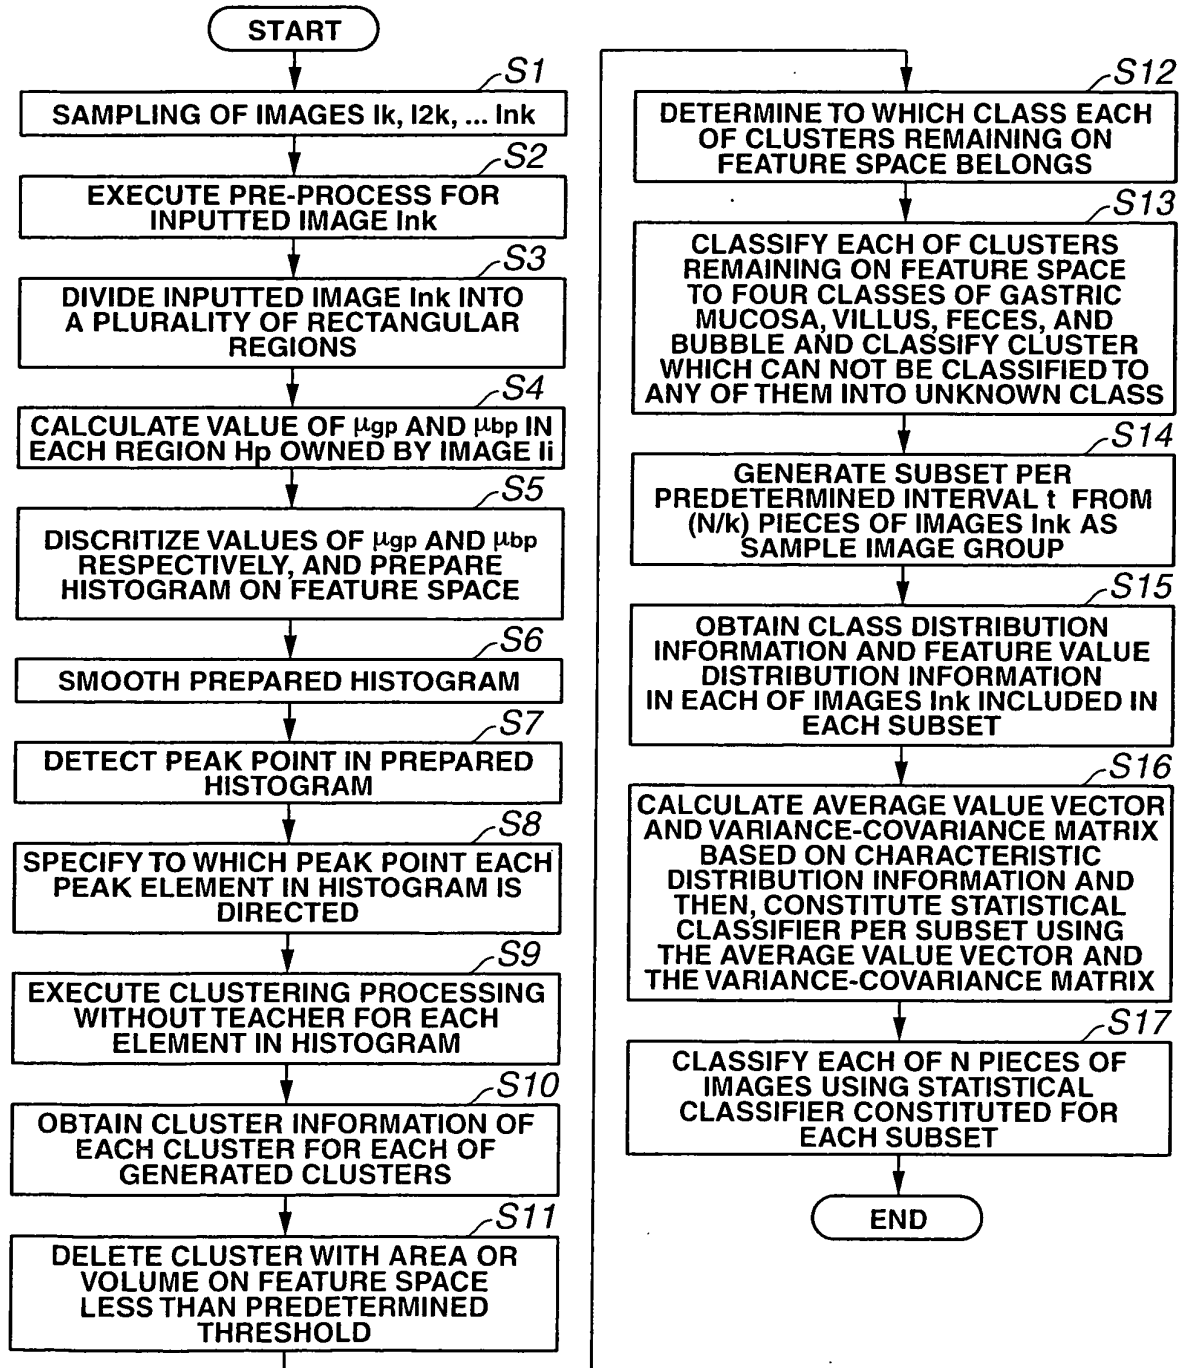 START
S1
SAMPLING OF IMAGES Ik, I2k, ... Ink
S2
EXECUTE PRE-PROCESS FOR
INPUTTED IMAGE Ink
S3
DIVIDE INPUTTED IMAGE Ink INTO
A PLURALITY OF RECTANGULAR
REGIONS
S4
CALCULATE VALUE OF μgp AND μbp IN
EACH REGION Hp OWNED BY IMAGE Ii
S5
DISCRITIZE VALUES OF μgp AND μbp
RESPECTIVELY, AND PREPARE
HISTOGRAM ON FEATURE SPACE
S6
SMOOTH PREPARED HISTOGRAM
S7
DETECT PEAK POINT IN PREPARED
HISTOGRAM
S8
SPECIFY TO WHICH PEAK POINT EACH
PEAK ELEMENT IN HISTOGRAM IS
DIRECTED
S9
EXECUTE CLUSTERING PROCESSING
WITHOUT TEACHER FOR EACH
ELEMENT IN HISTOGRAM
S10
OBTAIN CLUSTER INFORMATION OF
EACH CLUSTER FOR EACH OF
GENERATED CLUSTERS
S11
DELETE CLUSTER WITH AREA OR
VOLUME ON FEATURE SPACE
LESS THAN PREDETERMINED
THRESHOLD
S12
DETERMINE TO WHICH CLASS EACH
OF CLUSTERS REMAINING ON
FEATURE SPACE BELONGS
S13
CLASSIFY EACH OF CLUSTERS
REMAINING ON FEATURE SPACE
TO FOUR CLASSES OF GASTRIC
MUCOSA, VILLUS, FECES, AND
BUBBLE AND CLASSIFY CLUSTER
WHICH CAN NOT BE CLASSIFIED TO
ANY OF THEM INTO UNKNOWN CLASS
S14
GENERATE SUBSET PER
PREDETERMINED INTERVAL t FROM
(N/k) PIECES OF IMAGES Ink AS
SAMPLE IMAGE GROUP
S15
OBTAIN CLASS DISTRIBUTION
INFORMATION AND FEATURE VALUE
DISTRIBUTION INFORMATION
IN EACH OF IMAGES Ink INCLUDED IN
EACH SUBSET
S16
CALCULATE AVERAGE VALUE VECTOR
AND VARIANCE-COVARIANCE MATRIX
BASED ON CHARACTERISTIC
DISTRIBUTION INFORMATION AND
THEN, CONSTITUTE STATISTICAL
CLASSIFIER PER SUBSET USING
THE AVERAGE VALUE VECTOR AND
THE VARIANCE-COVARIANCE MATRIX
S17
CLASSIFY EACH OF N PIECES OF
IMAGES USING STATISTICAL
CLASSIFIER CONSTITUTED FOR
EACH SUBSET
END